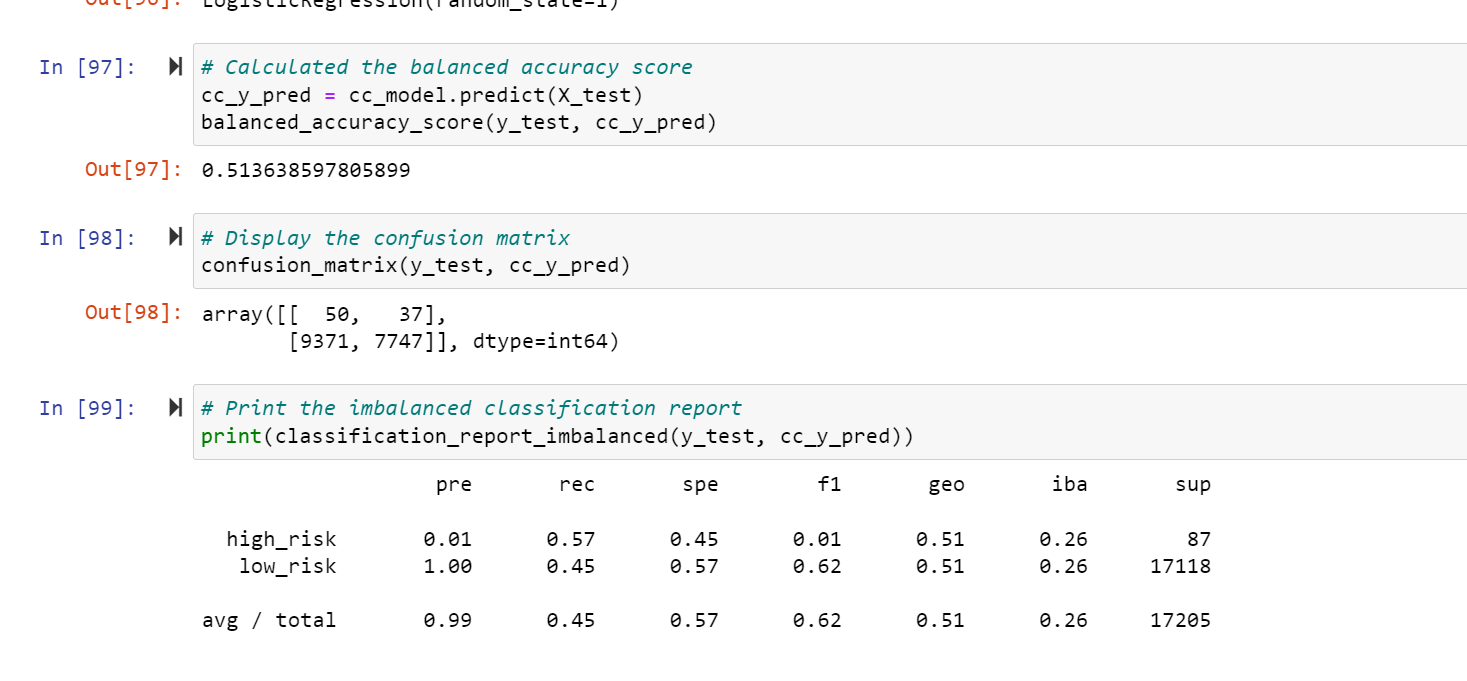 Out[96]: LogisticRegression(random_state=1)
In [97]: # Calculated the balanced accuracy score
cc_y_pred = cc_model.predict(X_test)
balanced_accuracy_score(y_test, cc_y_pred)
Out[97]: 0.513638597805899
In [98]: # Display the confusion matrix
confusion_matrix(y_test, cc_y_pred)
Out[98]: array([[ 50, 37],
[9371, 7747]], dtype=int64)
In [99]: # Print the imbalanced classification report
print(classification_report_imbalanced(y_test, cc_y_pred))
pre rec spe f1 geo iba sup
high_risk 0.01 0.57 0.45 0.01 0.51 0.26 87
low_risk 1.00 0.45 0.57 0.62 0.51 0.26 17118
avg / total 0.99 0.45 0.57 0.62 0.51 0.26 17205